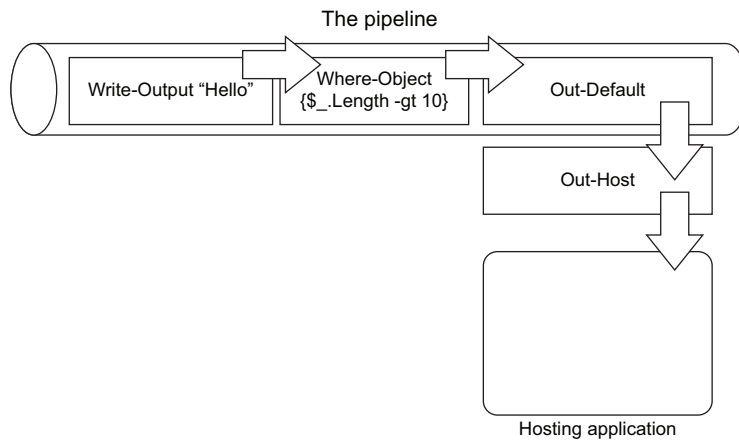 The pipeline
Write-Output “Hello”
Where-Object
{$_.Length -gt 10}
Out-Default
Out-Host
Hosting application